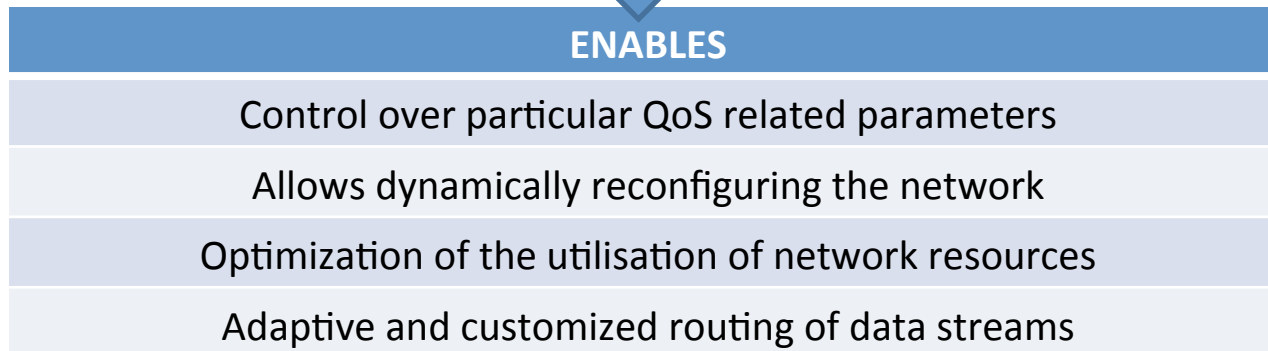 ENABLES
Control over particular QoS related parameters
Allows dynamically reconfiguring the network
Optimization of the utilisation of network resources
Adaptive and customized routing of data streams